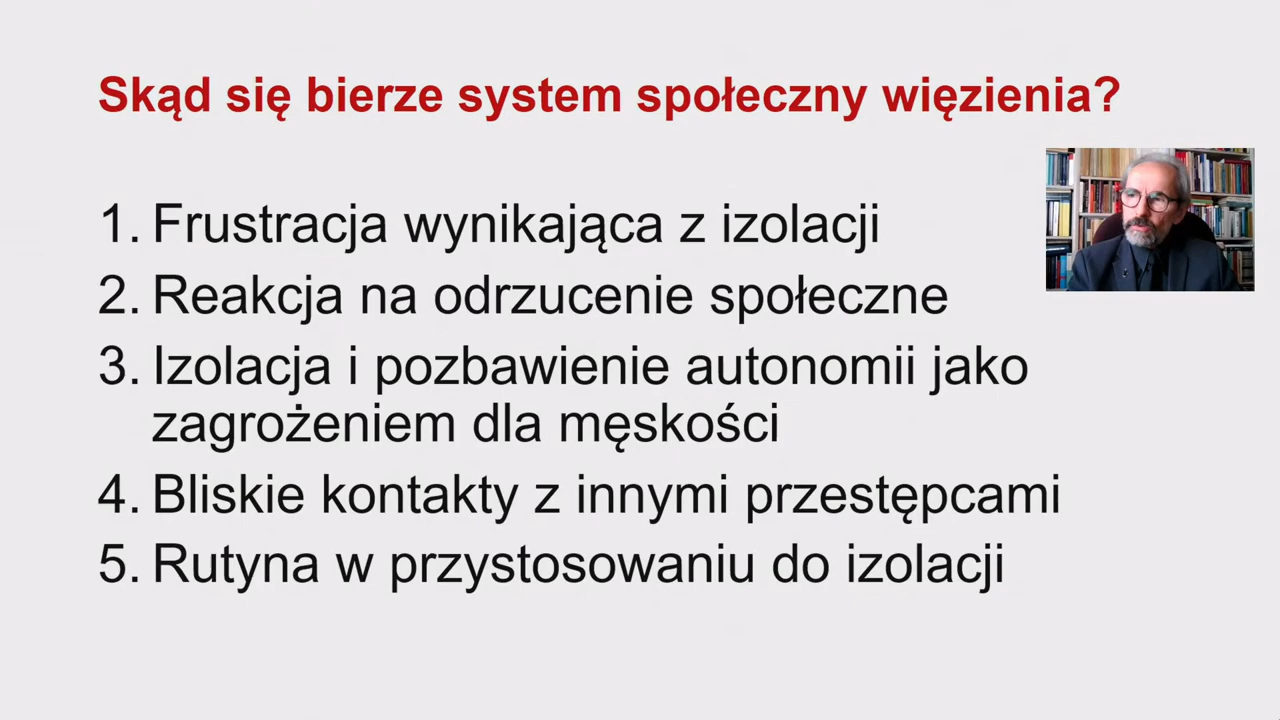 Skąd się bierze system społeczny więzienia?
1. Frustracja wynikająca z izolacji
2. Reakcja na odrzucenie społeczne
3. Izolacja i pozbawienie autonomii jako
zagrożeniem dla męskości
4. Bliskie kontakty z innymi przestępcami
5. Rutyna w przystosowaniu do izolacji